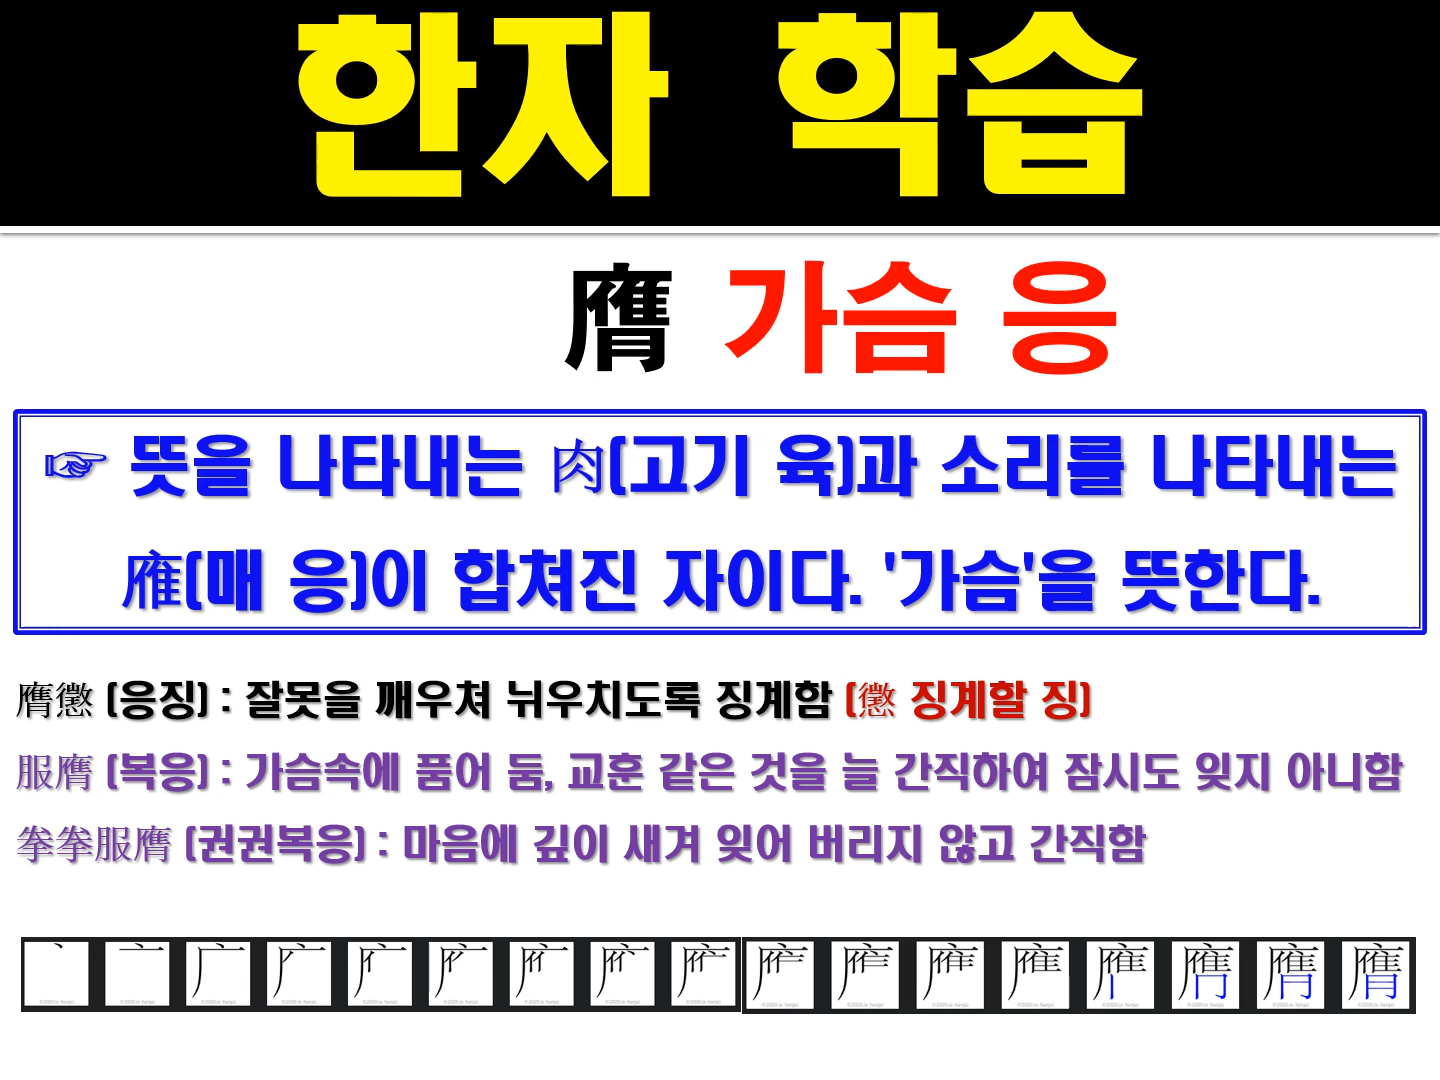 한자 학습
膺 가슴 응
☞ 뜻을 나타내는 肉(고기 육)과 소리를 나타내는
雁(매 응)이 합쳐진 자이다. '가슴'을 뜻한다.
膺懲 (응징) : 잘못을 깨우쳐 뉘우치도록 징계함 (懲 징계할 징)
服膺 (복응) : 가슴속에 품어 둠, 교훈 같은 것을 늘 간직하여 잠시도 잊지 아니함
拳拳服膺 (권권복응) : 마음에 깊이 새겨 잊어 버리지 않고 간직함